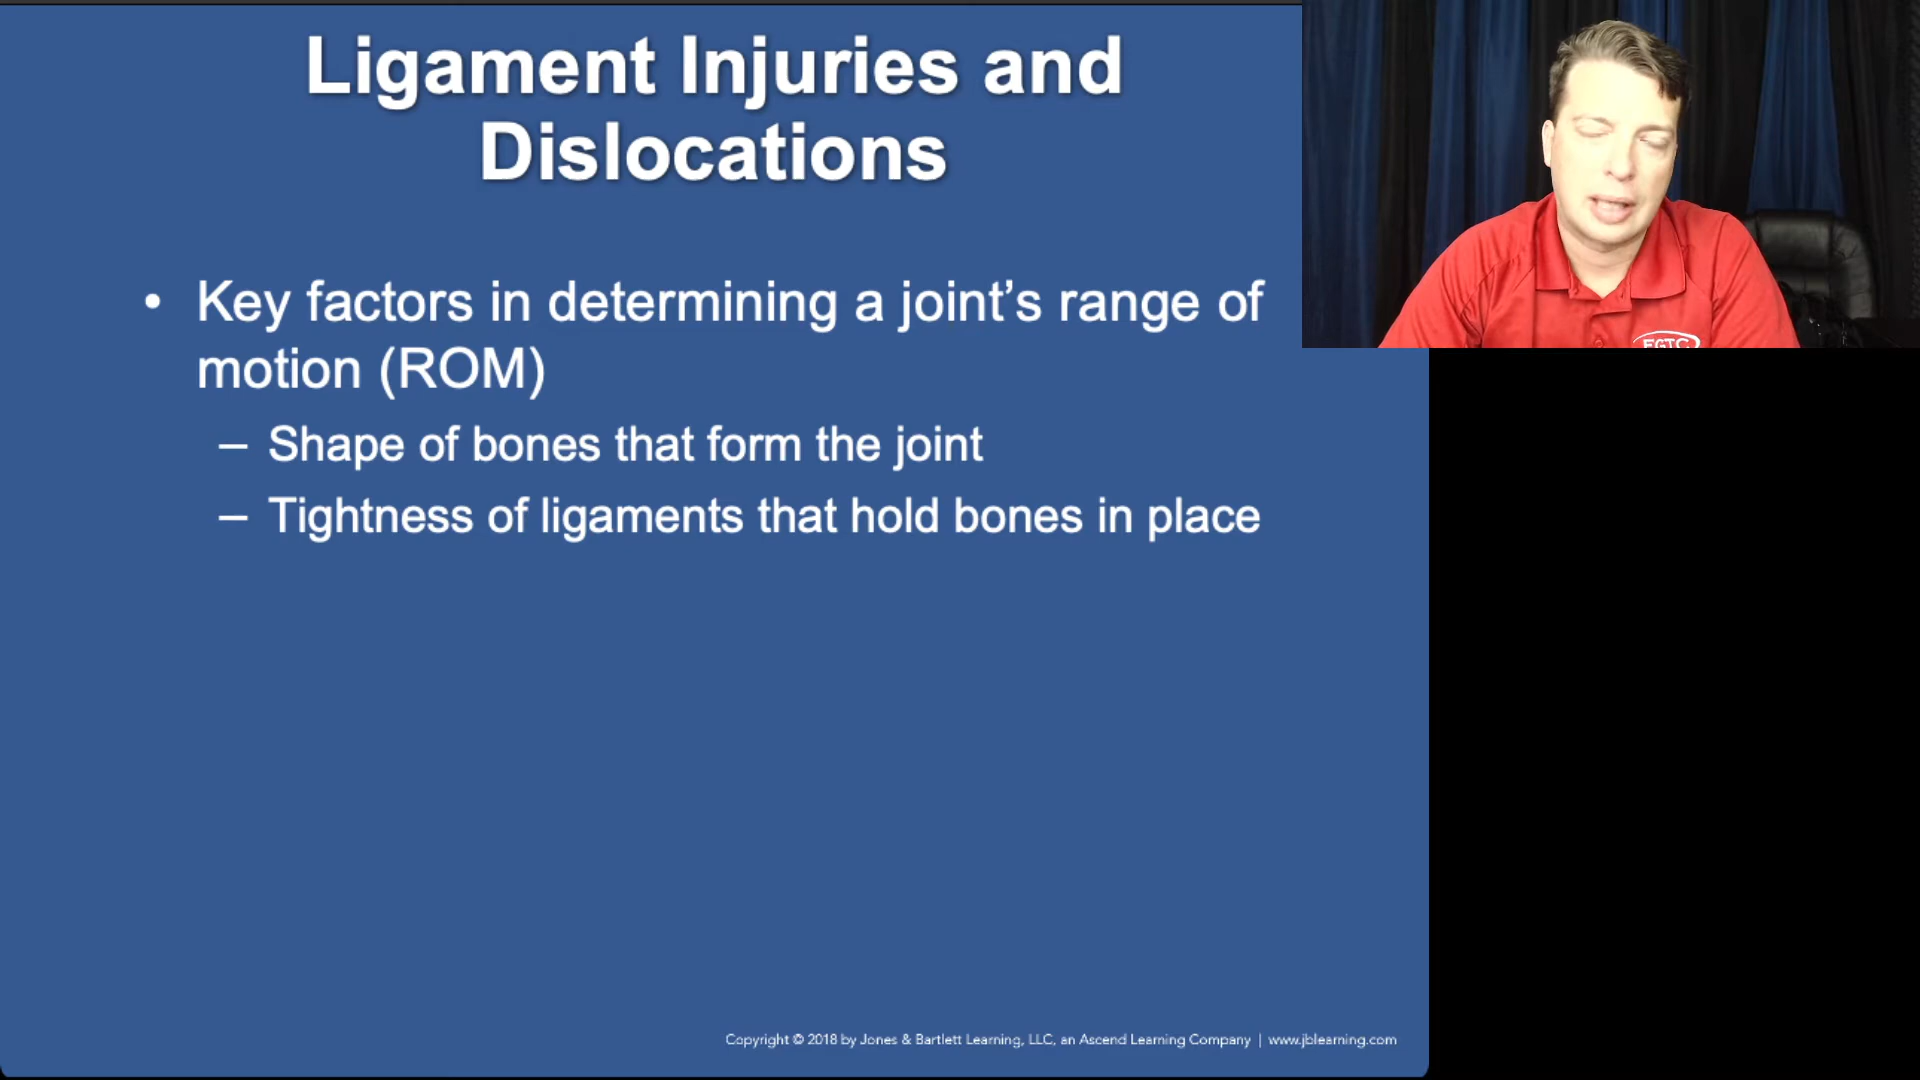 Ligament Injuries and
Dislocations
• Key factors in determining a joint’s range of
motion (ROM)
– Shape of bones that form the joint
– Tightness of ligaments that hold bones in place
Copyright © 2018 by Jones & Bartlett Learning, LLC, an Ascend Learning Company | www.jblearning.com